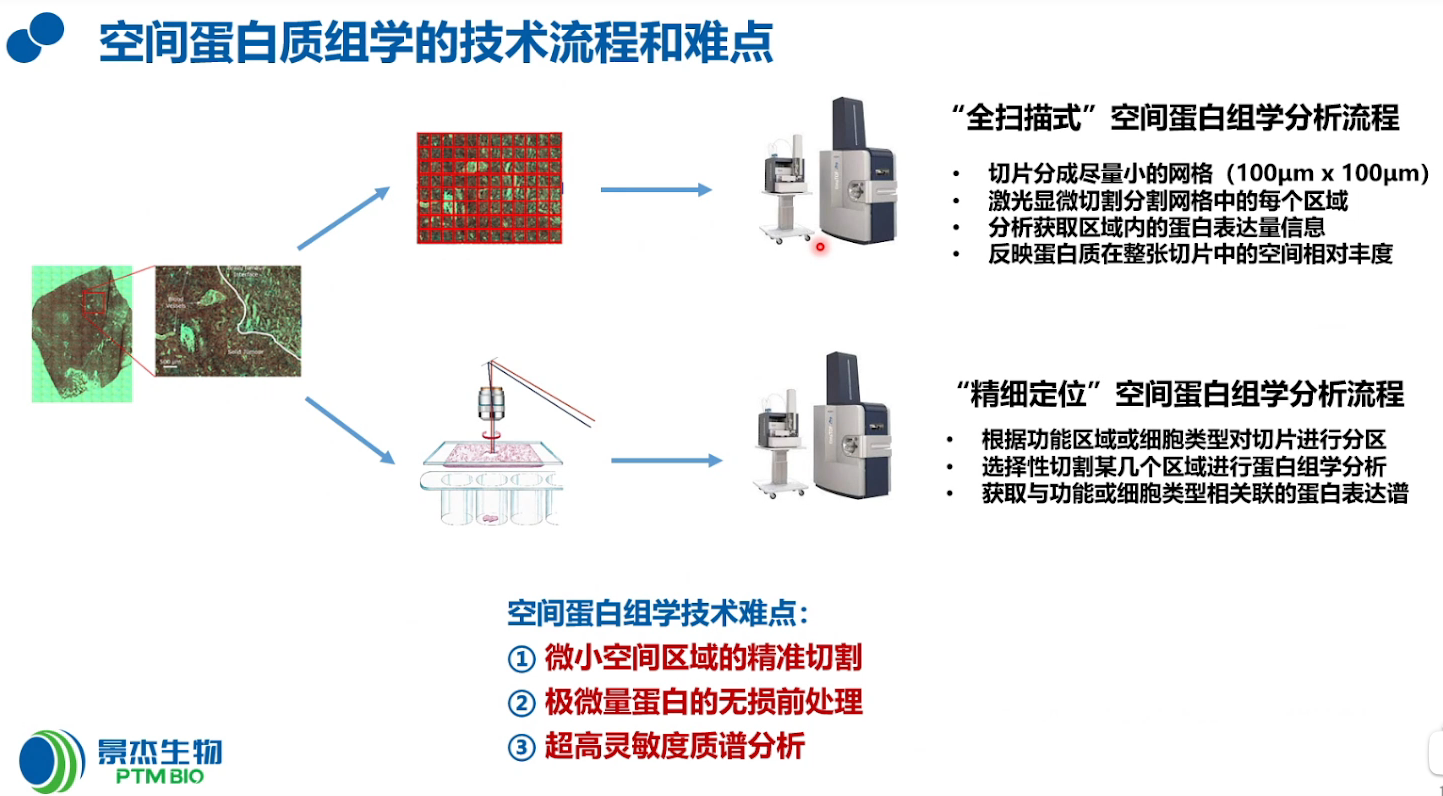 空间蛋白质组学的技术流程和难点
“全扫描式”空间蛋白组学分析流程
• 切片分成尽量小的网格（100μm x 100μm）
• 激光显微切割分割网格中的每个区域
• 分析获取区域内的蛋白表达量信息
• 反映蛋白质在整张切片中的空间相对丰度
Blood
Vessels
Solid Tumor
“精细定位”空间蛋白组学分析流程
• 根据功能区域或细胞类型对切片进行分区
• 选择性切割某几个区域进行蛋白组学分析
• 获取与功能或细胞类型相关联的蛋白表达谱
空间蛋白组学技术难点：
① 微小空间区域的精准切割
② 极微量蛋白的无损前处理
③ 超高灵敏度质谱分析
景杰生物
PTM BIO